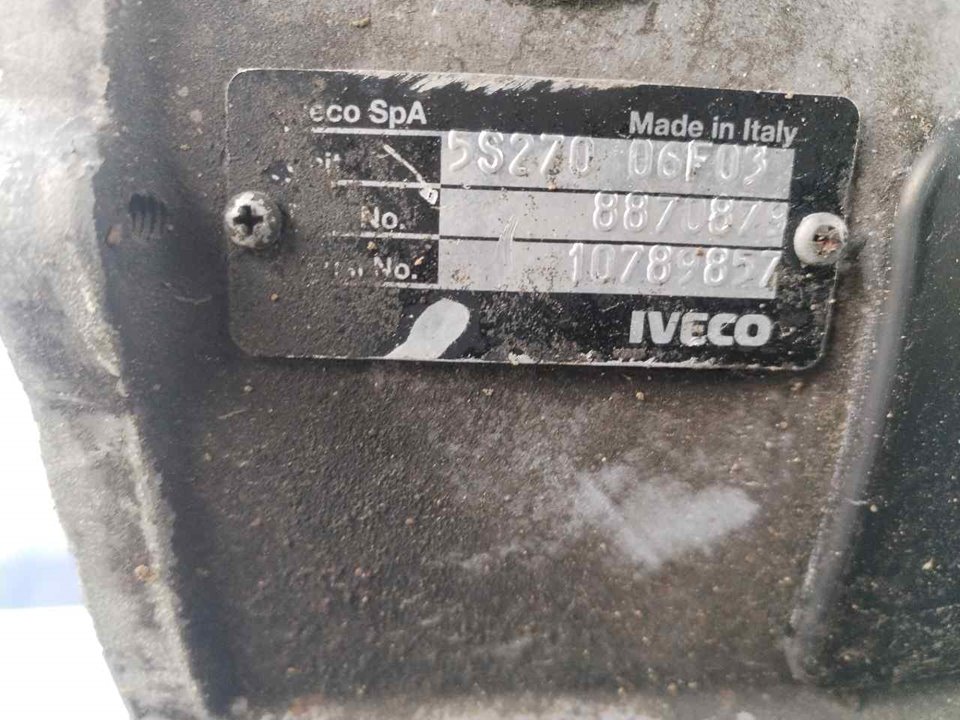 eco SpA Made in Italy
5S270 06F03
No. 8870879
No. 10789857
IVECO